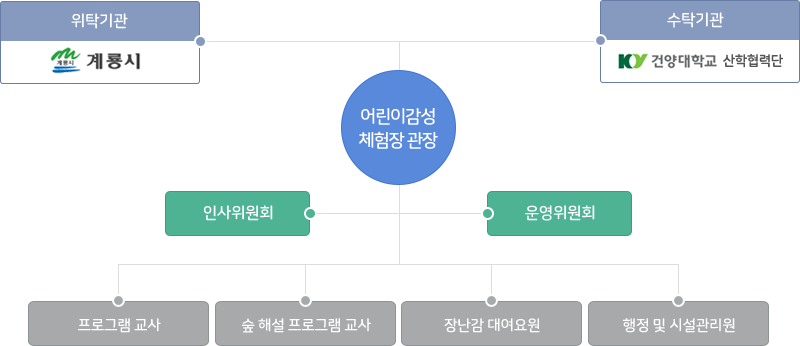 위탁기관
계룡시 계룡시
수탁기관
KY 건양대학교 산학협력단
어린이감성
체험장 관장
인사위원회
운영위원회
프로그램 교사
숲 해설 프로그램 교사
장난감 대여요원
행정 및 시설관리원